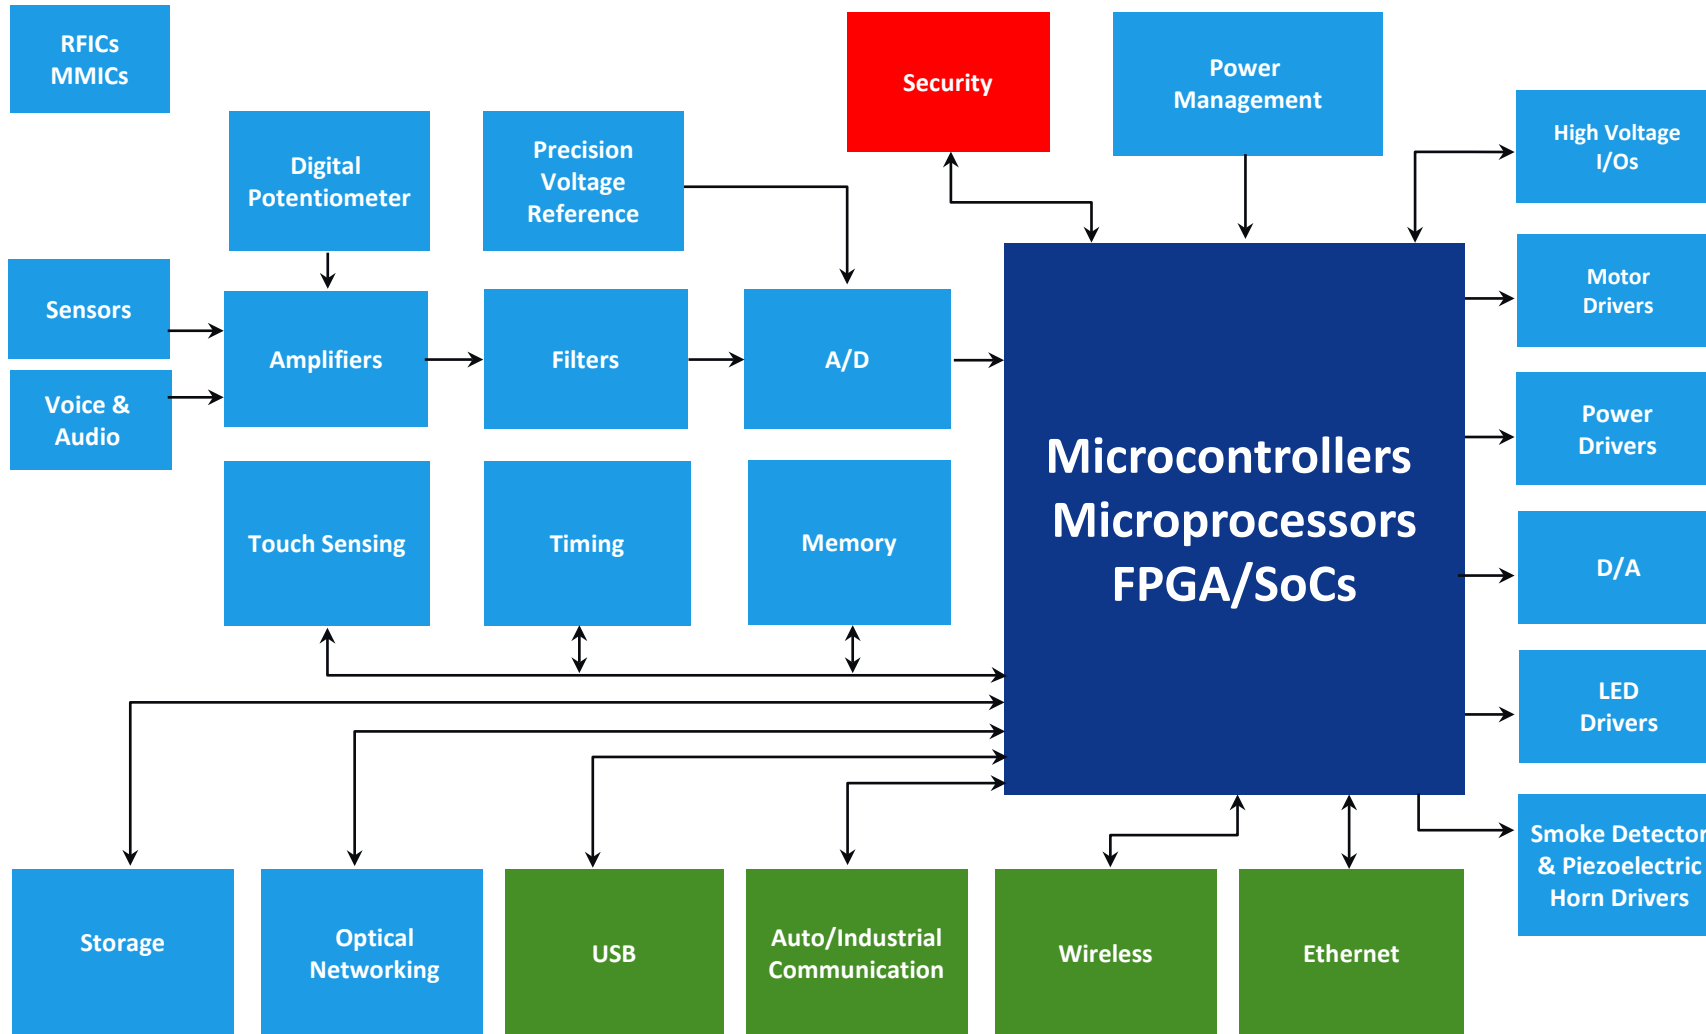 RFICs
MMICs
Security
Power
Management
High Voltage
I/Os
Digital
Potentiometer
Precision
Voltage
Reference
Sensors
Motor
Drivers
Amplifiers
Filters
A/D
Voice &
Audio
Power
Drivers
Microcontrollers
Microprocessors
FPGA/SoCs
Touch Sensing
Timing
Memory
D/A
LED
Drivers
Smoke Detector
& Piezoelectric
Horn Drivers
Storage
Optical
Networking
USB
Auto/Industrial
Communication
Wireless
Ethernet